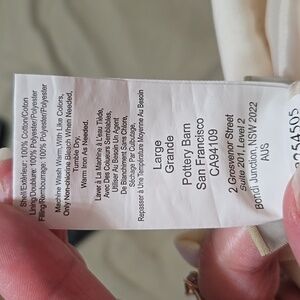 Shell/Extérieur: 100% Cotton/Coton
Lining/Doublure: 100% Polyester/Polyester
Filling/Rembourrage: 100% Polyester/Polyester
Machine Wash Warm With Like Colors,
Only Non-chlorine Bleach When Needed,
Tumble Dry,
Warm Iron As Needed.
Laver À La Machine À L'eau Tiède,
Avec Des Couleurs Semblables,
Utiliser Au Besoin Un Agent
De Blanchiment Sans Chlore,
Séchage Par Culbutage,
Repasser à Une Température Moyenne Au Besoin
Large
Grande
Pottery Barn
San Francisco
CA94109
2 Grosvenor Street
Suite 201, Level 2
Bondi Junction, NSW 2022
AUS